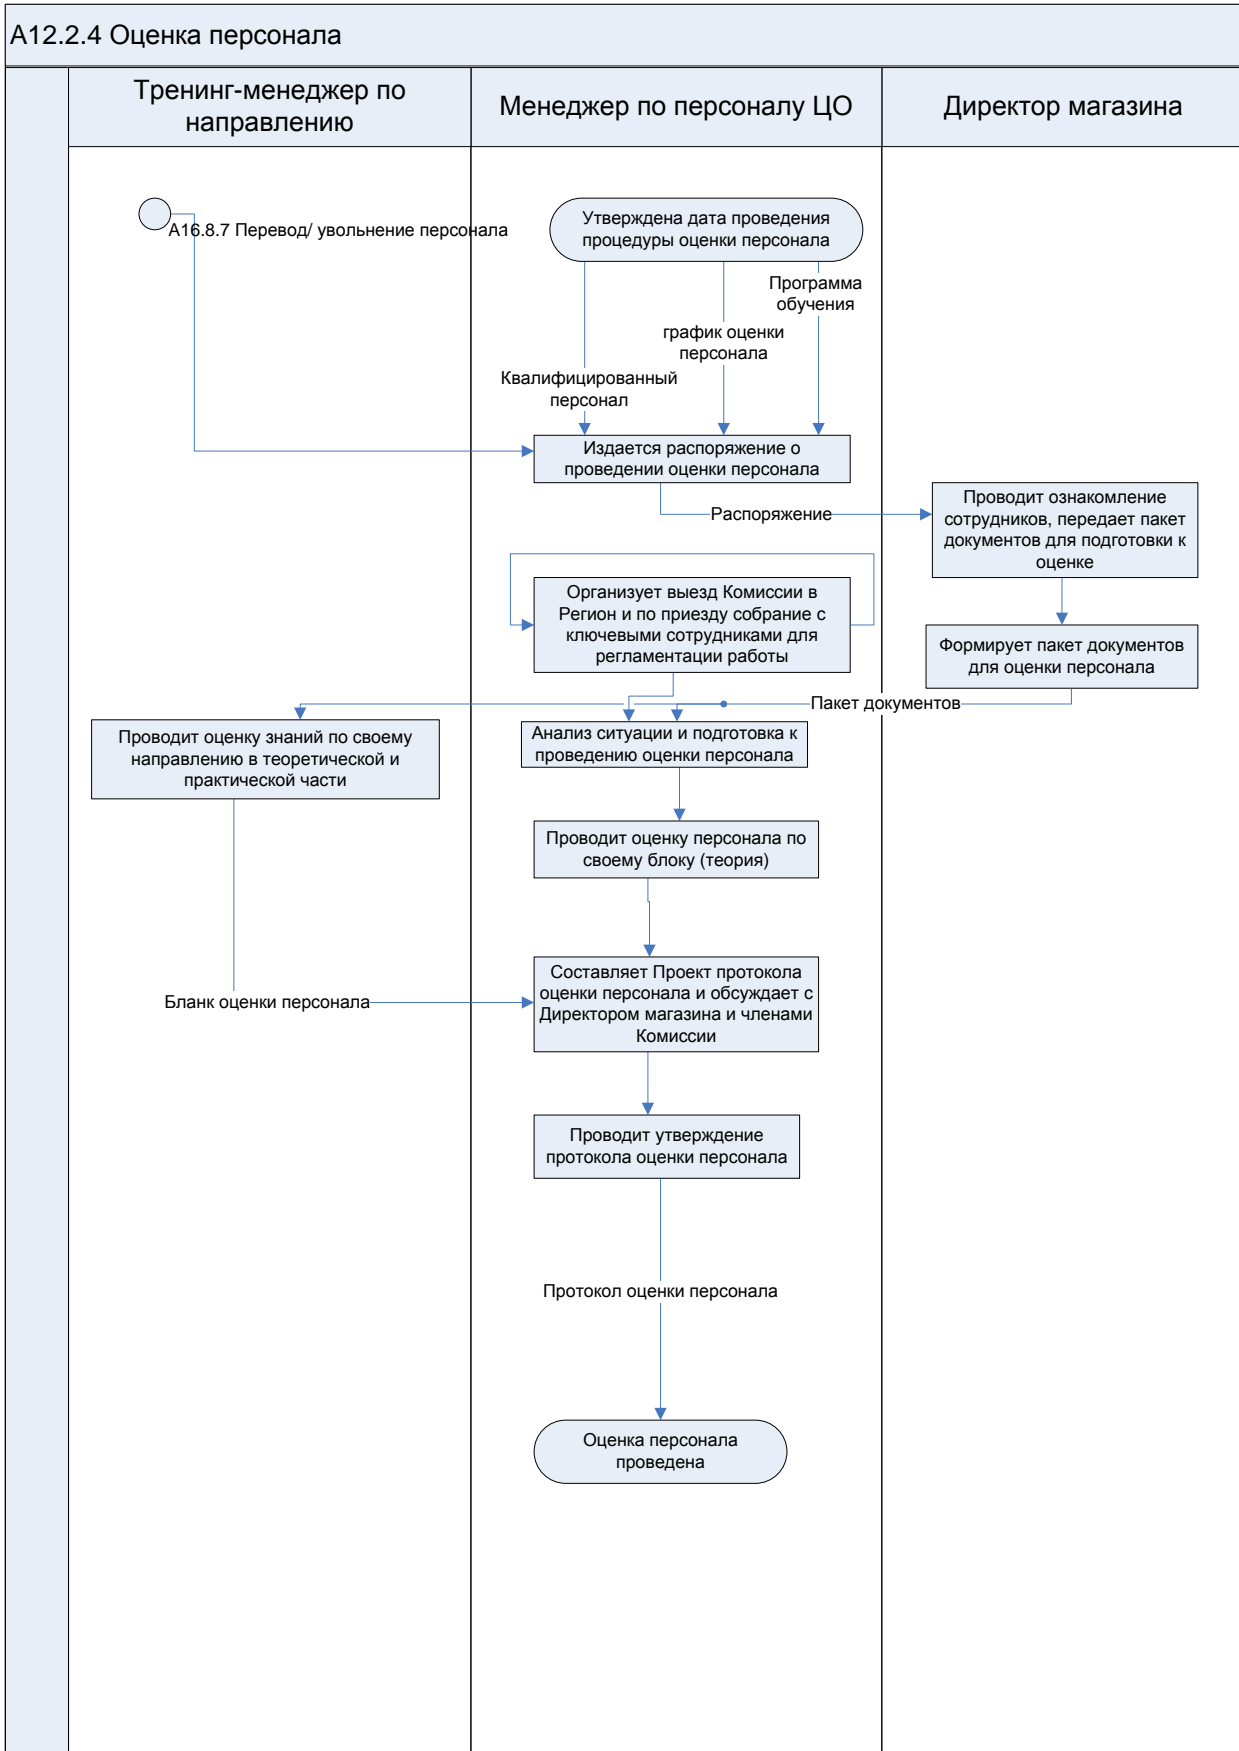 А12.2.4 Оценка персонала
Тренинг-менеджер по
направлению
Менеджер по персоналу ЦО
Директор магазина
А16.8.7 Перевод/ увольнение персонала
Утверждена дата проведения
процедуры оценки персонала
Программа
обучения
график оценки
персонала
Квалифицированный
персонал
Издается распоряжение о
проведении оценки персонала
Распоряжение
Проводит ознакомление
сотрудников, передает пакет
документов для подготовки к
оценке
Организует выезд Комиссии в
Регион и по приезду собрание с
ключевыми сотрудниками для
регламентации работы
Формирует пакет документов
для оценки персонала
Пакет документов
Проводит оценку знаний по своему
направлению в теоретической и
практической части
Анализ ситуации и подготовка к
проведению оценки персонала
Проводит оценку персонала по
своему блоку (теория)
Составляет Проект протокола
оценки персонала и обсуждает с
Директором магазина и членами
Комиссии
Бланк оценки персонала
Проводит утверждение
протокола оценки персонала
Протокол оценки персонала
Оценка персонала
проведена